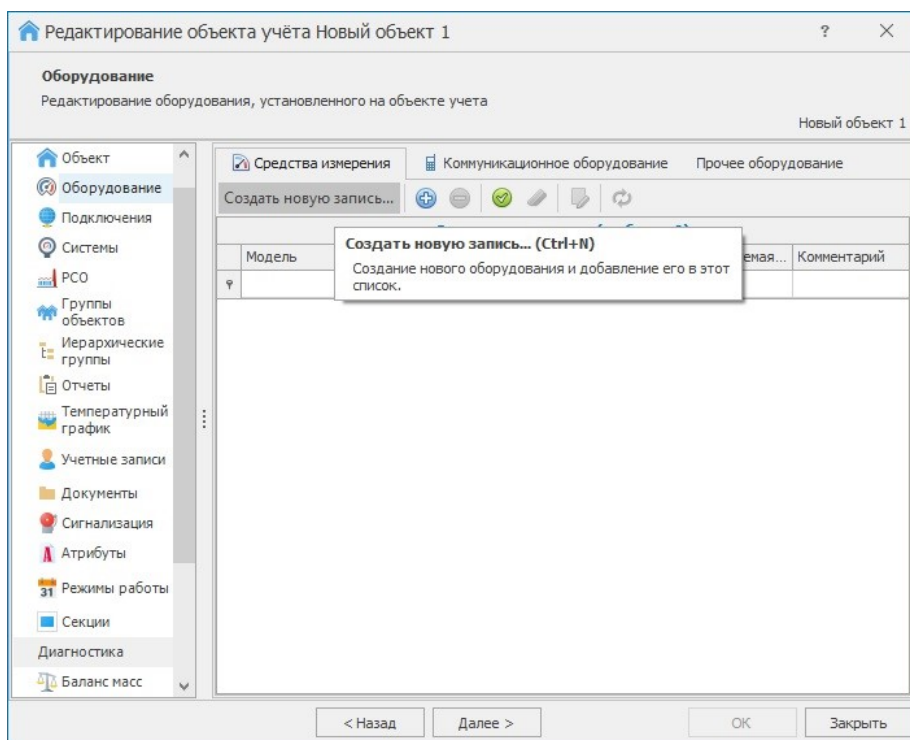 Редактирование объекта учёта Новый объект 1
?
Оборудование
Редактирование оборудования, установленного на объекте учета
Новый объект 1
Объект
Оборудование
Подключения
Системы
РСО
Группы
объектов
Иерархические
группы
Отчеты
Температурный
график
Учетные записи
Документы
Сигнализация
Атрибуты
31 Режимы работы
Секции
Диагностика
Баланс масс
Средства измерения Коммуникационное оборудование Прочее оборудование
Создать новую запись...
Создать новую запись... (Ctrl+N)
Создание нового оборудования и добавление его в этот
список.
Модель
емая... Комментарий
< Назад Далее > ОК Закрыть